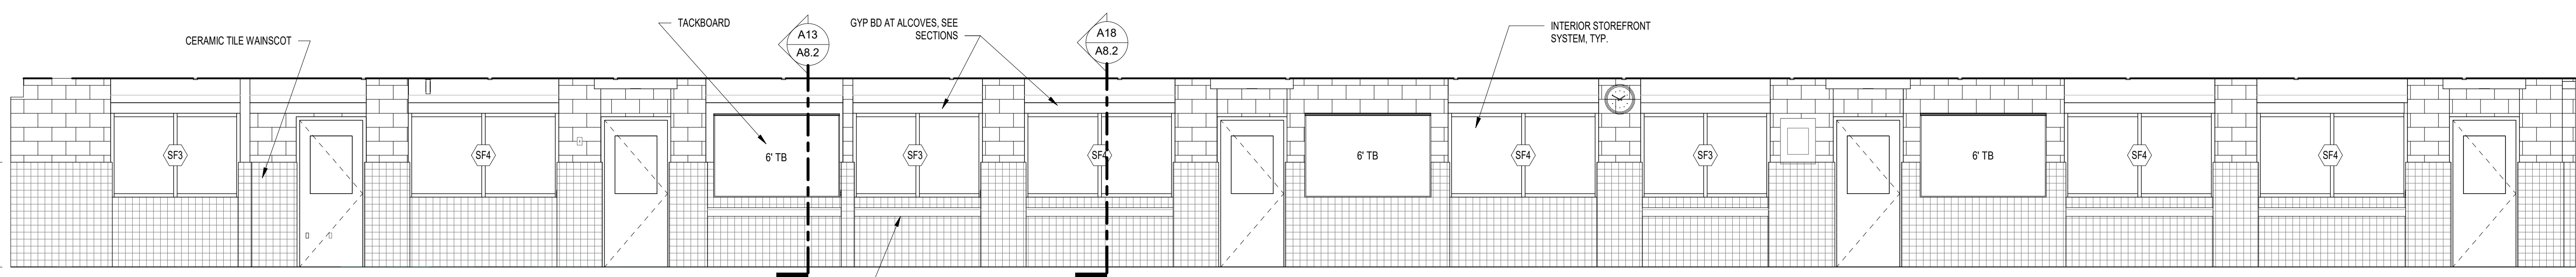 CERAMIC TILE WAINSCOT
TACKBOARD
A13
A8.2
GYP BD AT ALCOVES, SEE
SECTIONS
A18
A8.2
INTERIOR STOREFRONT
SYSTEM, TYP.
SF3
SF4
6' TB
SF3
SF4
6' TB
SF4
SF3
6' TB
SF4
SF4